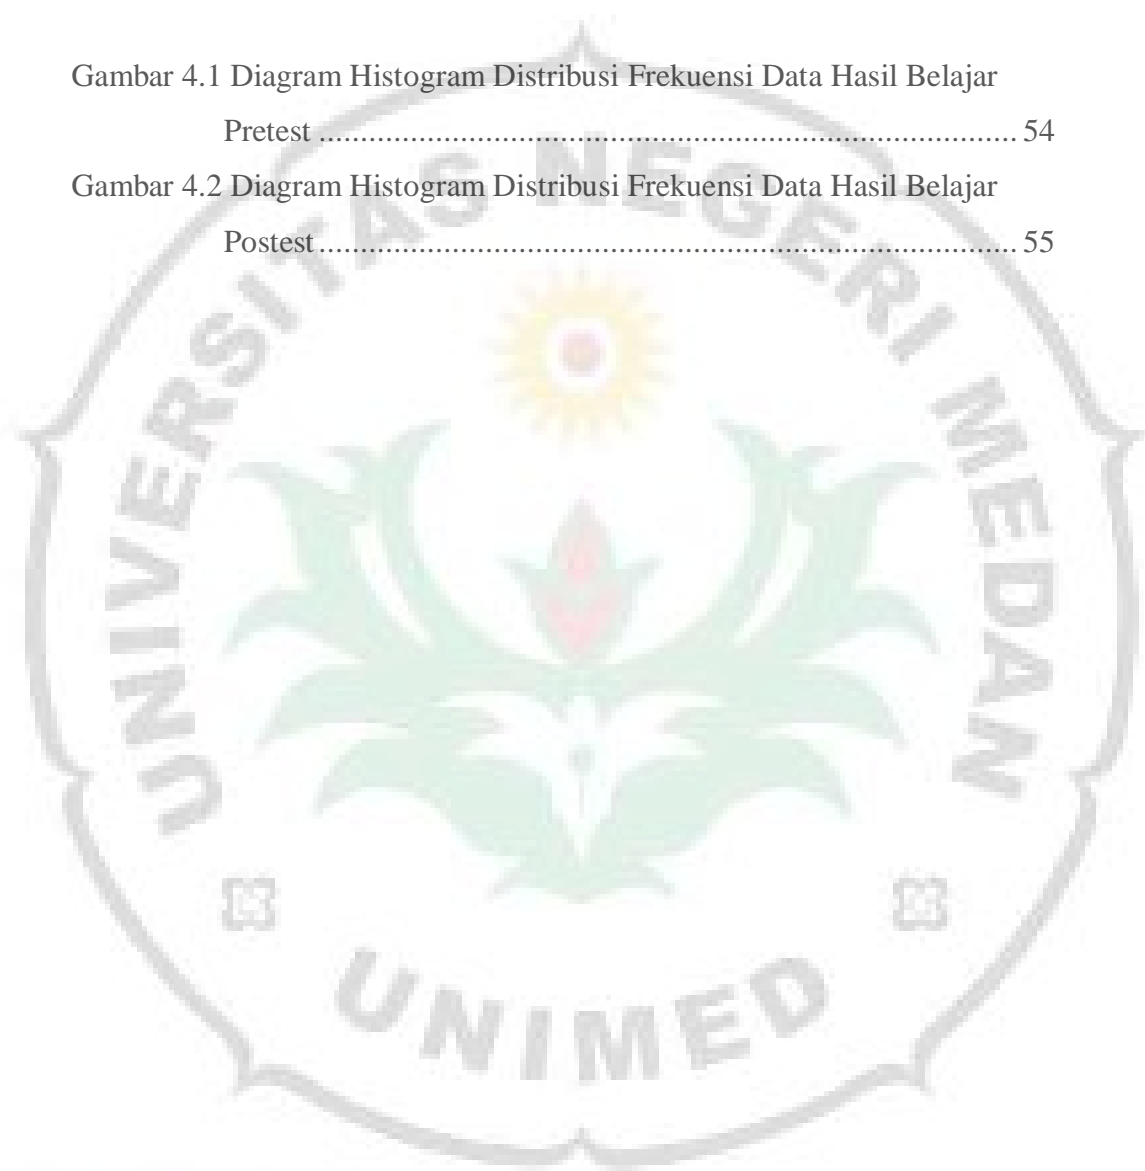 Gambar 4.1 Diagram Histogram Distribusi Frekuensi Data Hasil Belajar
Pretest ..................................................................................... 54
Gambar 4.2 Diagram Histogram Distribusi Frekuensi Data Hasil Belajar
Postest ..................................................................................... 55
UNIVERSITAS NEGERI MEDAN
UNIMED